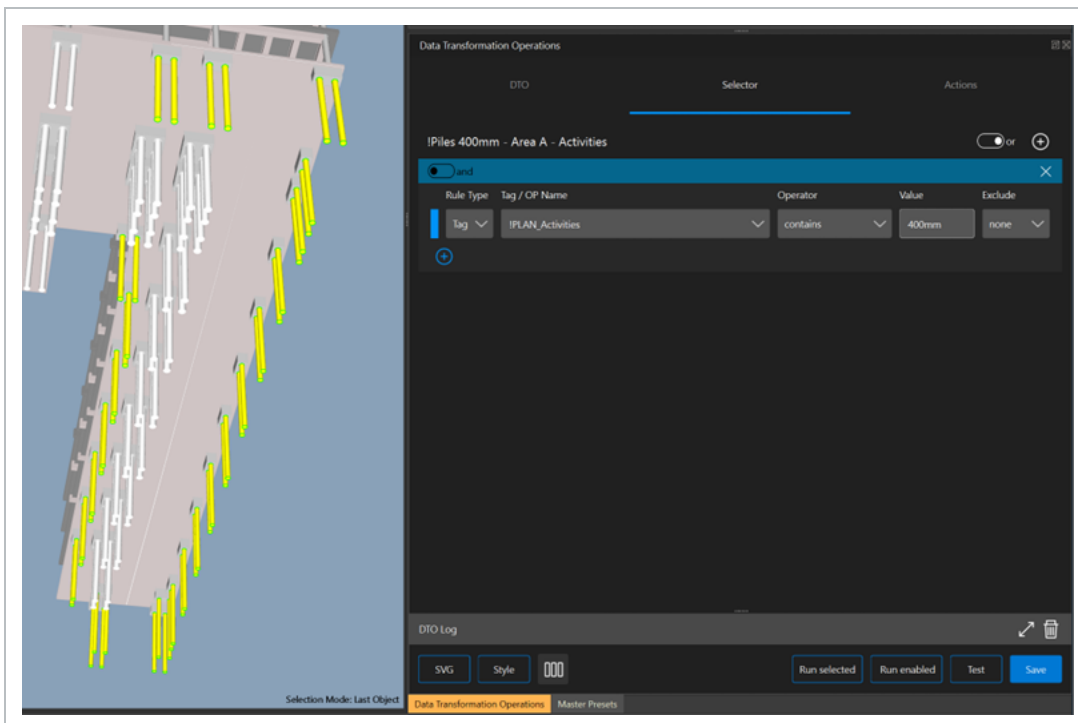 Data Transformation Operations
DTO Selector Actions
!Piles 400mm - Area A - Activities or
and
Rule Type Tag / OP Name Operator Value Exclude
Tag !PLAN_Activities contains 400mm none
DTO Log
SVG Style Run selected Run enabled Test Save
Selection Mode: Last Object
Data Transformation Operations Master Presets